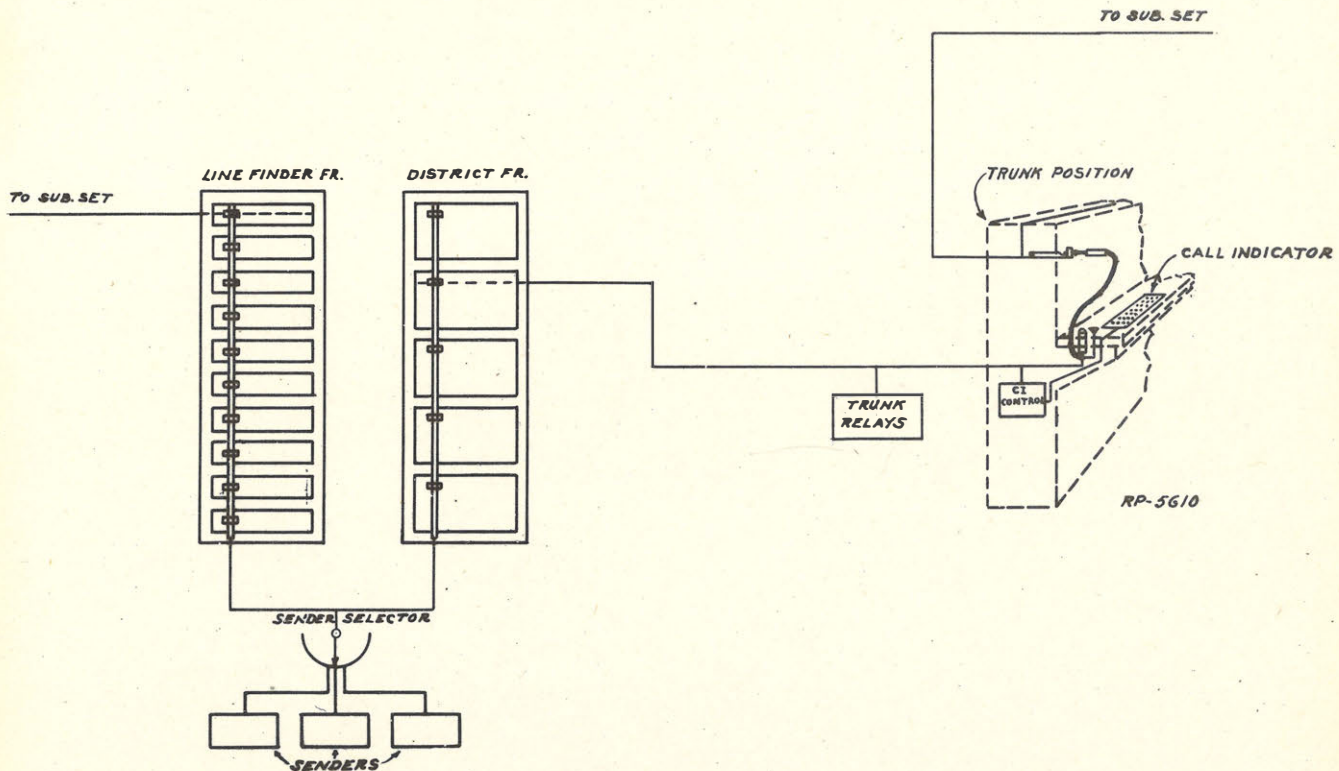 TO SUB. SET
LINE FINDER FR.
DISTRICT FR.
TO SUB. SET
TRUNK POSITION
CALL INDICATOR
TRUNK
RELAYS
CI
CONTROL
RP-5610
SENDER SELECTOR
SENDERS